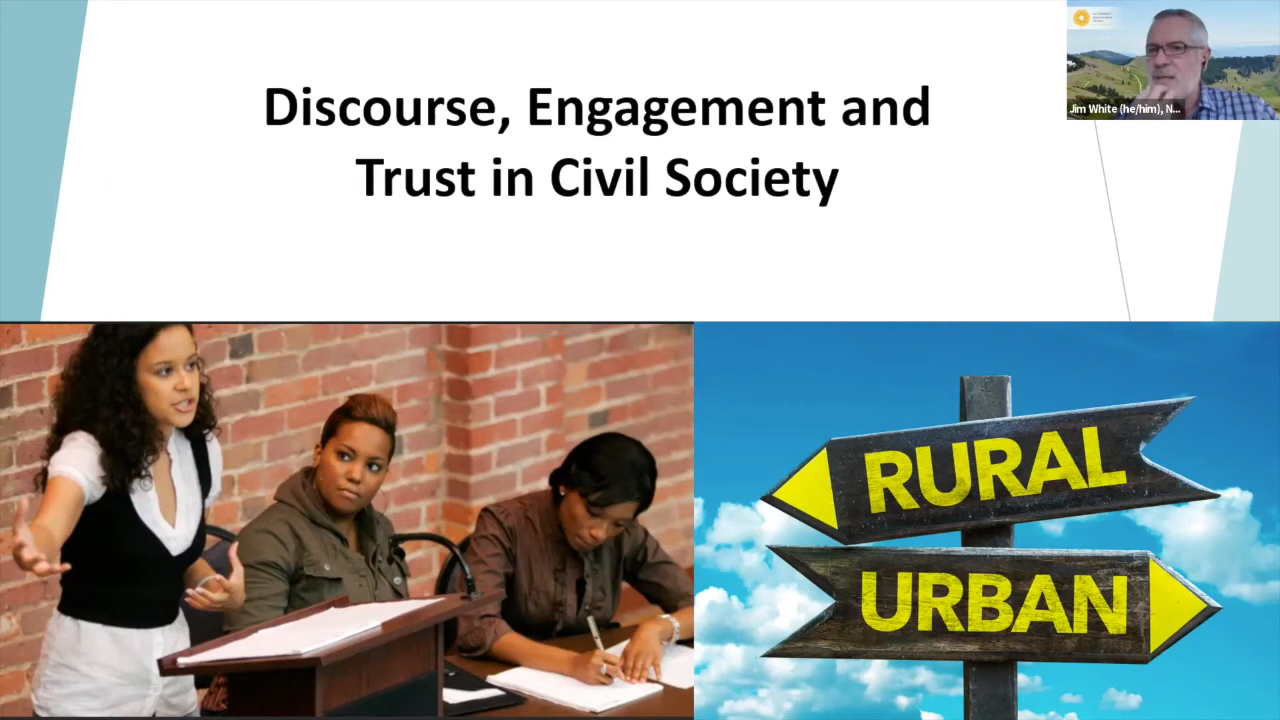 Discourse, Engagement and
Trust in Civil Society
Jim White (he/him), N...
RURAL
URBAN